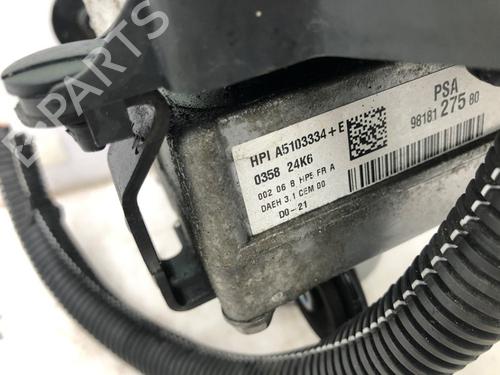 B-PARTS
HPI A5103334+E
0358 24K6
002 06 B HPE FR A
DAEH 3.1 CEM 00
D0-21
PSA
98181 275 80